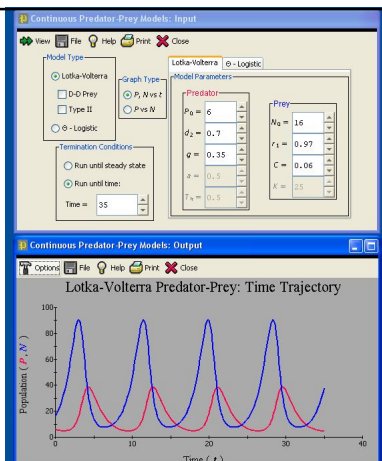 Continuous Predator-Prey Models: Input
View File Help Print Close
Model Type
Lotka-Volterra
D-D Prey
Type II
Θ - Logistic
Graph Type
P, N vs t
P vs N
Termination Conditions
Run until steady state
Run until time:
Time = 35
Lotka-Volterra Θ - Logistic
Model Parameters
Predator
P₀ = 6
d₂ = 0.7
g = 0.35
a = 0.5
Tₕ = 0.5
Prey
N₀ = 16
r₁ = 0.97
C = 0.06
K = 25
Continuous Predator-Prey Models: Output
Options File Help Print Close
Lotka-Volterra Predator-Prey: Time Trajectory
Population ( P , N )
100
80
60
40
20
0
0 10 20 30 40
Time ( t )